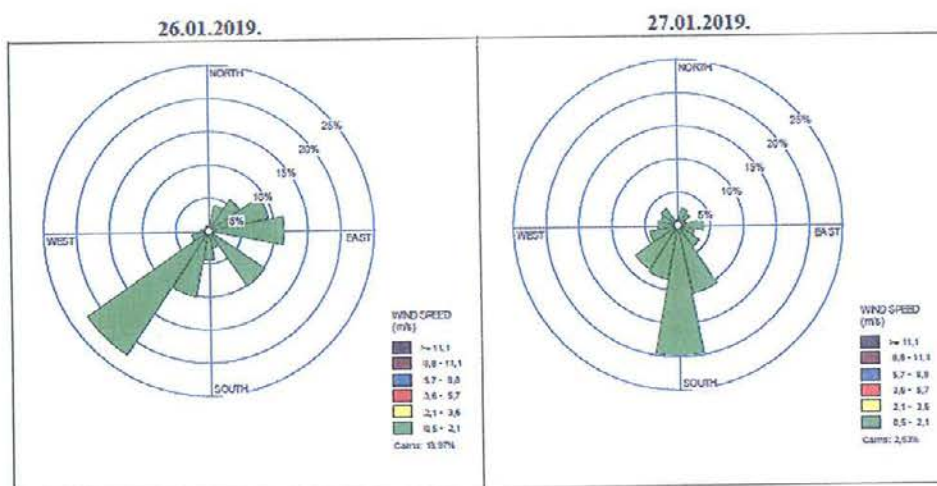 26.01.2019.
27.01.2019.
NORTH
25%
20%
15%
10%
5%
WEST
EAST
SOUTH
WIND SPEED
(m/s)
>= 11,1
8,8 - 11,1
5,7 - 8,8
3,6 - 5,7
2,1 - 3,6
0,5 - 2,1
Calms:
NORTH
25%
20%
15%
10%
5%
WEST
EAST
SOUTH
WIND SPEED
(m/s)
>= 11,1
8,8 - 11,1
5,7 - 8,8
3,6 - 5,7
2,1 - 3,6
0,5 - 2,1
Calms: 2,63%